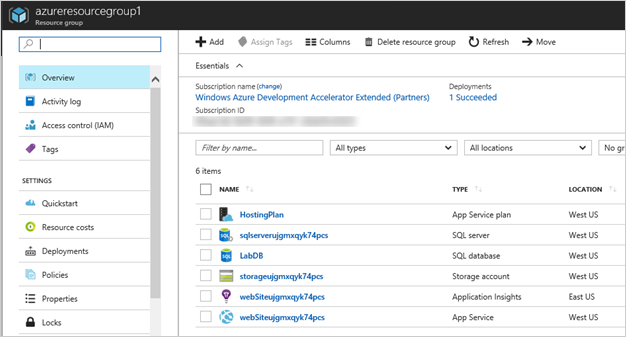 azureresourcegroup1
Resource group
Add Assign Tags Columns Delete resource group Refresh Move
Essentials
Overview
Activity log
Access control (IAM)
Tags
SETTINGS
Quickstart
Resource costs
Deployments
Policies
Properties
Locks
Subscription name (change) Deployments
Windows Azure Development Accelerator Extended (Partners) 1 Succeeded
Subscription ID
Filter by name... All types All locations No gr
6 items
NAME TYPE LOCATION
HostingPlan App Service plan West US
sqlserverujgmxqyk74pcs SQL server West US
LabDB SQL database West US
storageujgmxqyk74pcs Storage account West US
webSiteujgmxqyk74pcs Application Insights East US
webSiteujgmxqyk74pcs App Service West US